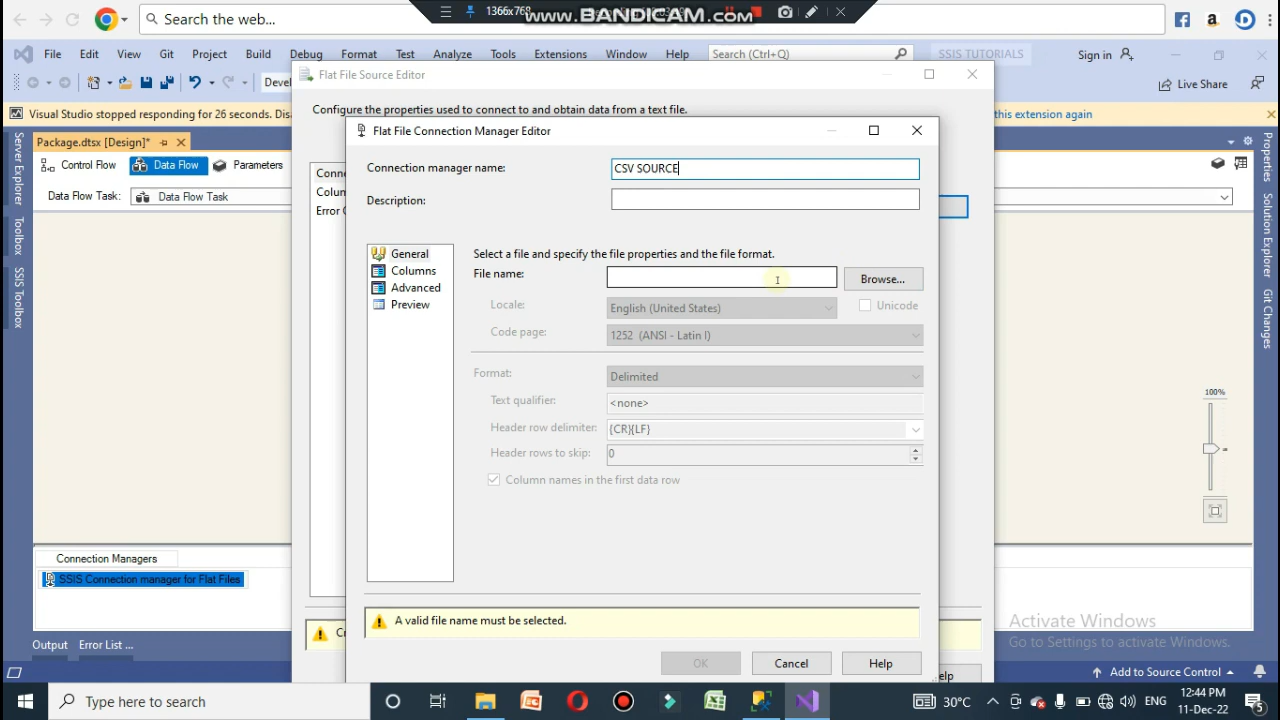 1366x768
www.BANDICAM.com
Search the web...
File Edit View Git Project Build Debug Format Test Analyze Tools Extensions Window Help Search (Ctrl+Q) SSIS TUTORIALS Sign in
Devel
Live Share
Flat File Source Editor
Visual Studio stopped responding for 26 seconds. Disa
this extension again
Configure the properties used to connect to and obtain data from a text file.
Package.dtsx [Design]*
Control Flow Data Flow Parameters
Data Flow Task: Data Flow Task
Server Explorer
Toolbox
SSIS Toolbox
Conne
Colum
Error O
Flat File Connection Manager Editor
Connection manager name: CSV SOURCE
Description:
General
Columns
Advanced
Preview
Select a file and specify the file properties and the file format.
File name: Browse...
Locale: English (United States) Unicode
Code page: 1252 (ANSI - Latin I)
Format: Delimited
Text qualifier: <none>
Header row delimiter: {CR}{LF}
Header rows to skip: 0
Column names in the first data row
A valid file name must be selected.
OK Cancel Help
Properties
Solution Explorer
Git Changes
100%
Connection Managers
SSIS Connection manager for Flat Files
elp
Activate Windows
Go to Settings to activate Windows.
Output Error List ...
Add to Source Control
Type here to search
30°C
ENG
12:44 PM
11-Dec-22
5